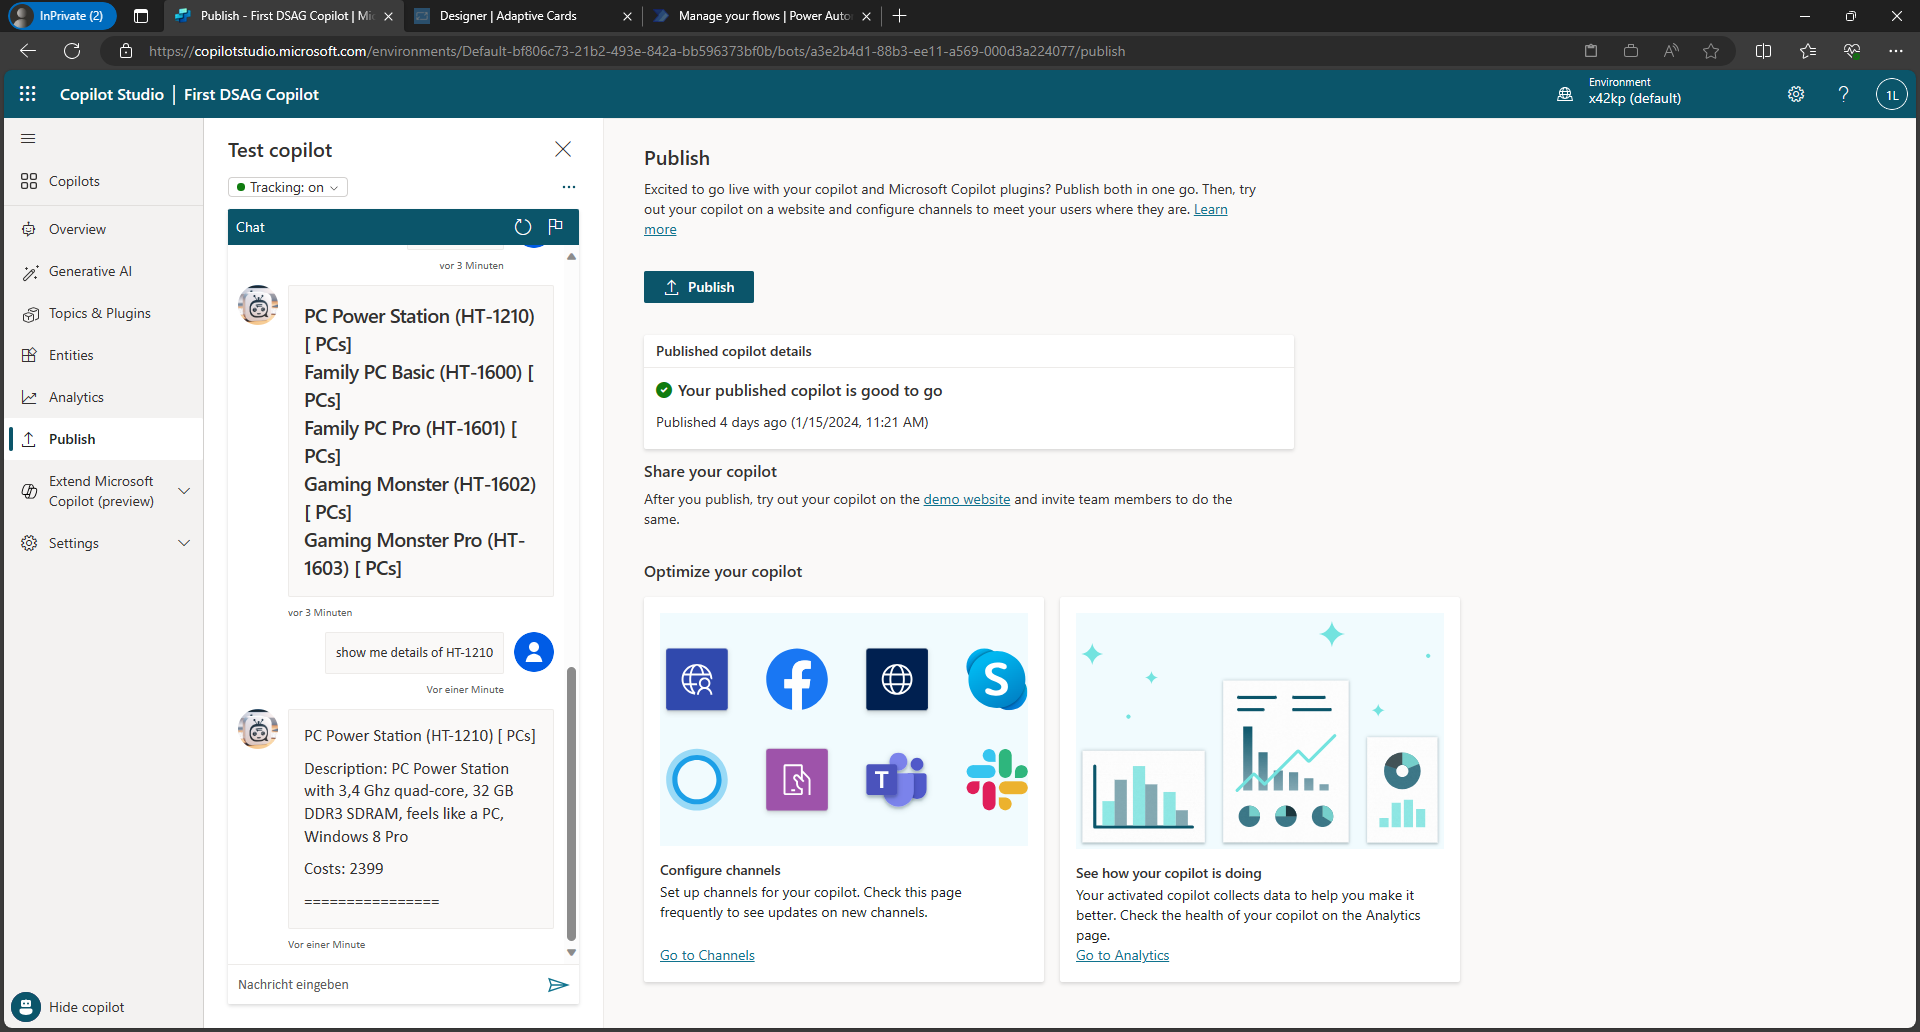 InPrivate (2)
Publish - First DSAG Copilot | Mic
Designer | Adaptive Cards
Manage your flows | Power Auto
https://copilotstudio.microsoft.com/environments/Default-bf806c73-21b2-493e-842a-bb596373bf0b/bots/a3e2b4d1-88b3-ee11-a569-000d3a224077/publish
Copilot Studio | First DSAG Copilot
Environment
x42kp (default)
?
1L
Copilots
Overview
Generative AI
Topics & Plugins
Entities
Analytics
Publish
Extend Microsoft
Copilot (preview)
Settings
Hide copilot
Test copilot
Tracking: on
Chat
vor 3 Minuten
PC Power Station (HT-1210)
[ PCs]
Family PC Basic (HT-1600) [
PCs]
Family PC Pro (HT-1601) [
PCs]
Gaming Monster (HT-1602)
[ PCs]
Gaming Monster Pro (HT-
1603) [ PCs]
vor 3 Minuten
show me details of HT-1210
Vor einer Minute
PC Power Station (HT-1210) [ PCs]
Description: PC Power Station
with 3,4 Ghz quad-core, 32 GB
DDR3 SDRAM, feels like a PC,
Windows 8 Pro
Costs: 2399
================
Vor einer Minute
Nachricht eingeben
Publish
Excited to go live with your copilot and Microsoft Copilot plugins? Publish both in one go. Then, try
out your copilot on a website and configure channels to meet your users where they are. Learn
more
Publish
Published copilot details
Your published copilot is good to go
Published 4 days ago (1/15/2024, 11:21 AM)
Share your copilot
After you publish, try out your copilot on the demo website and invite team members to do the
same.
Optimize your copilot
S
T
Configure channels
Set up channels for your copilot. Check this page
frequently to see updates on new channels.
Go to Channels
See how your copilot is doing
Your activated copilot collects data to help you make it
better. Check the health of your copilot on the Analytics
page.
Go to Analytics